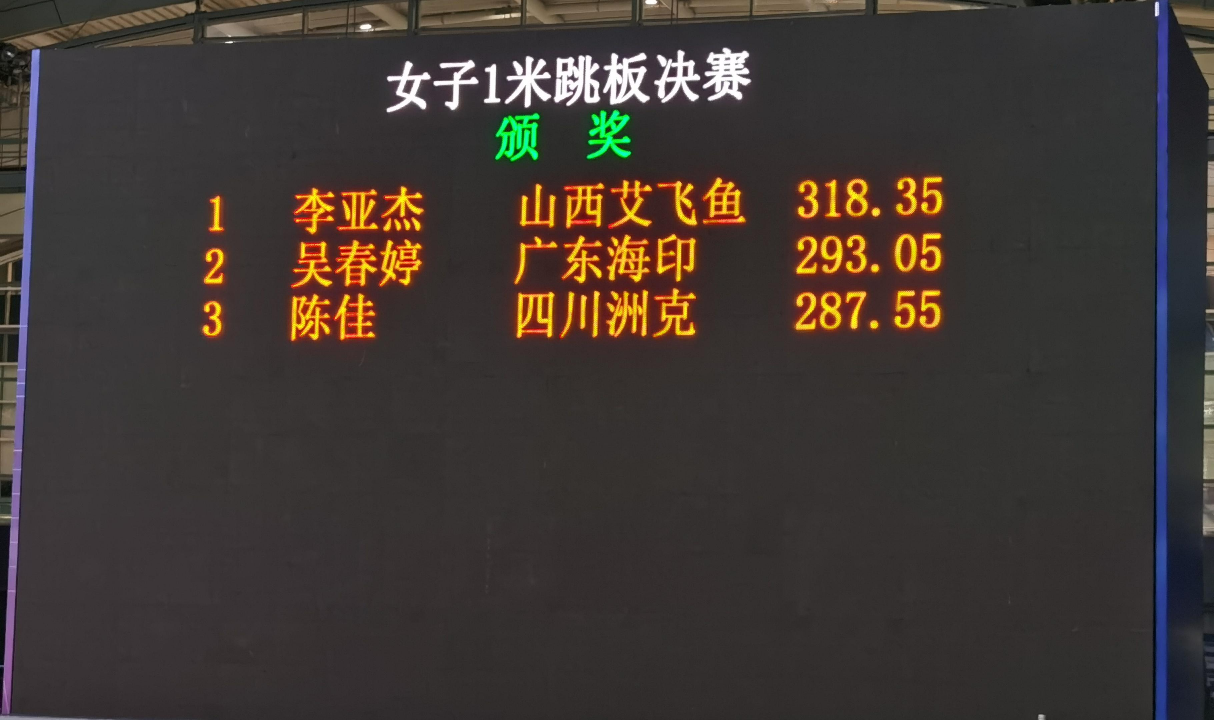 女子1米跳板决赛
颁 奖
1 李亚杰 山西艾飞鱼 318.35
2 吴春婷 广东海印 293.05
3 陈佳 四川洲克 287.55